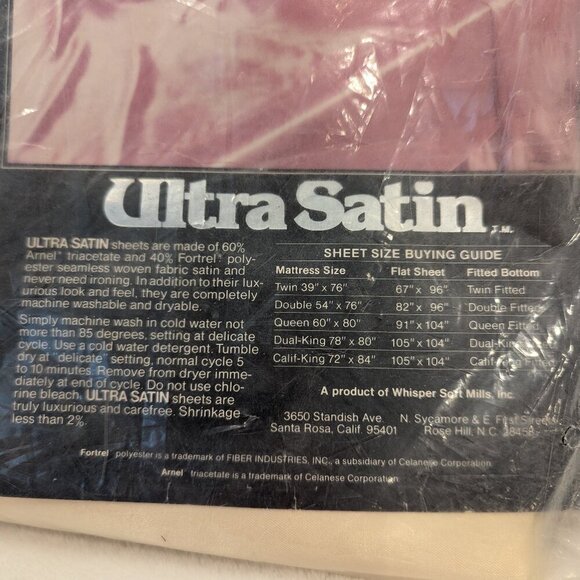 Ultra Satin T.M.
ULTRA SATIN sheets are made of 60%
Arnel® triacetate and 40% Fortrel® poly-
ester seamless woven fabric satin and
never need ironing. In addition to their lux-
urious look and feel, they are completely
machine washable and dryable.
Simply machine wash in cold water not
more than 85 degrees, setting at delicate
cycle. Use a cold water detergent. Tumble
dry at "delicate" setting, normal cycle 5
to 10 minutes. Remove from dryer imme-
diately at end of cycle. Do not use chlo-
rine bleach. ULTRA SATIN sheets are
truly luxurious and carefree. Shrinkage
less than 2%.
SHEET SIZE BUYING GUIDE
Mattress Size Flat Sheet Fitted Bottom
Twin 39" x 76" 67" x 96" Twin Fitted
Double 54" x 76" 82" x 96" Double Fitted
Queen 60" x 80" 91" x 104" Queen Fitted
Dual-King 78" x 80" 105" x 104" Dual-King
Calif-King 72" x 84" 105" x 104" Calif-King
A product of Whisper Soft Mills, Inc.
3650 Standish Ave N. Sycamore & E. First Streets
Santa Rosa, Calif. 95401 Rose Hill, N.C. 28458
Fortrel® polyester is a trademark of FIBER INDUSTRIES, INC., a subsidiary of Celanese Corporation.
Arnel® triacetate is a trademark of Celanese Corporation